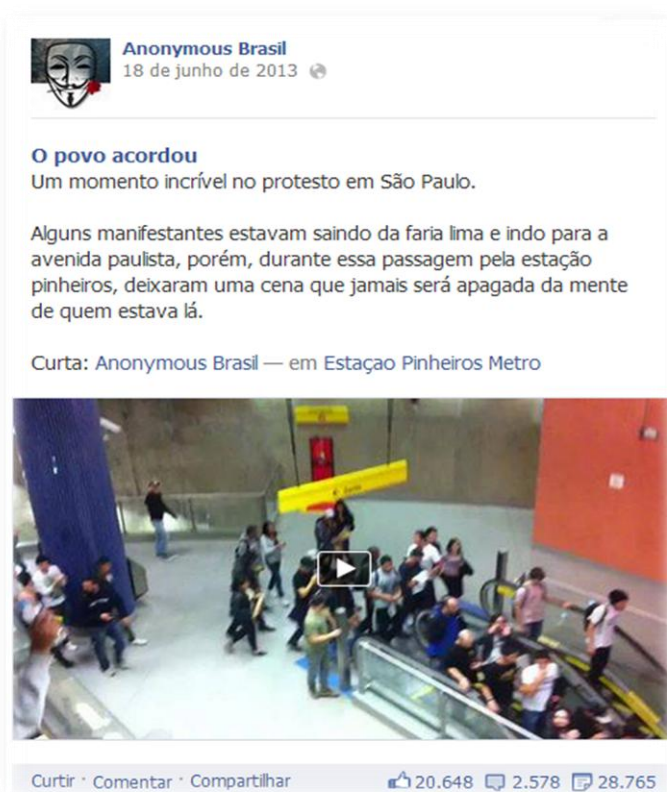 Anonymous Brasil
18 de junho de 2013
O povo acordou
Um momento incrível no protesto em São Paulo.
Alguns manifestantes estavam saindo da faria lima e indo para a
avenida paulista, porém, durante essa passagem pela estação
pinheiros, deixaram uma cena que jamais será apagada da mente
de quem estava lá.
Curta: Anonymous Brasil — em Estaçao Pinheiros Metro
Curtir · Comentar · Compartilhar 20.648 2.578 28.765